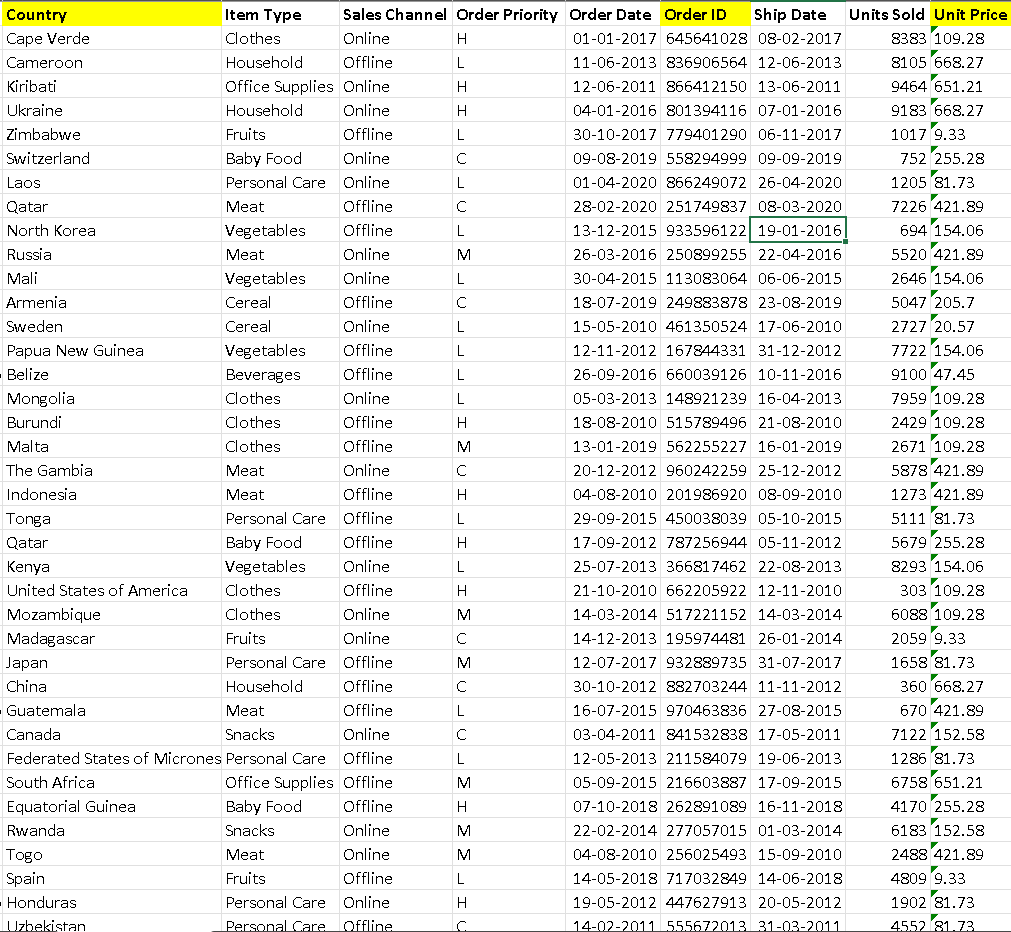 Country Item Type Sales Channel Order Priority Order Date Order ID Ship Date Units Sold Unit Price
Cape Verde Clothes Online H 01-01-2017 645641028 08-02-2017 8383 109.28
Cameroon Household Offline L 11-06-2013 836906564 12-06-2013 8105 668.27
Kiribati Office Supplies Online H 12-06-2011 866412150 13-06-2011 9464 651.21
Ukraine Household Online H 04-01-2016 801394116 07-01-2016 9183 668.27
Zimbabwe Fruits Offline L 30-10-2017 779401290 06-11-2017 1017 9.33
Switzerland Baby Food Online C 09-08-2019 558294999 09-09-2019 752 255.28
Laos Personal Care Online L 01-04-2020 866249072 26-04-2020 1205 81.73
Qatar Meat Offline C 28-02-2020 251749837 08-03-2020 7226 421.89
North Korea Vegetables Offline L 13-12-2015 933596122 19-01-2016 694 154.06
Russia Meat Online M 26-03-2016 250899255 22-04-2016 5520 421.89
Mali Vegetables Online L 30-04-2015 113083064 06-06-2015 2646 154.06
Armenia Cereal Offline C 18-07-2019 249883878 23-08-2019 5047 205.7
Sweden Cereal Online L 15-05-2010 461350524 17-06-2010 2727 20.57
Papua New Guinea Vegetables Offline L 12-11-2012 167844331 31-12-2012 7722 154.06
Belize Beverages Offline L 26-09-2016 660039126 10-11-2016 9100 47.45
Mongolia Clothes Online L 05-03-2013 148921239 16-04-2013 7959 109.28
Burundi Clothes Offline H 18-08-2010 515789496 21-08-2010 2429 109.28
Malta Clothes Offline M 13-01-2019 562255227 16-01-2019 2671 109.28
The Gambia Meat Online C 20-12-2012 960242259 25-12-2012 5878 421.89
Indonesia Meat Offline H 04-08-2010 201986920 08-09-2010 1273 421.89
Tonga Personal Care Offline L 29-09-2015 450038039 05-10-2015 5111 81.73
Qatar Baby Food Offline H 17-09-2012 787256944 05-11-2012 5679 255.28
Kenya Vegetables Online L 25-07-2013 366817462 22-08-2013 8293 154.06
United States of America Clothes Offline H 21-10-2010 662205922 12-11-2010 303 109.28
Mozambique Clothes Online M 14-03-2014 517221152 14-03-2014 6088 109.28
Madagascar Fruits Online C 14-12-2013 195974481 26-01-2014 2059 9.33
Japan Personal Care Offline M 12-07-2017 932889735 31-07-2017 1658 81.73
China Household Offline C 30-10-2012 882703244 11-11-2012 360 668.27
Guatemala Meat Offline L 16-07-2015 970463836 27-08-2015 670 421.89
Canada Snacks Online C 03-04-2011 841532838 17-05-2011 7122 152.58
Federated States of Micrones Personal Care Offline L 12-05-2013 211584079 19-06-2013 1286 81.73
South Africa Office Supplies Offline M 05-09-2015 216603887 17-09-2015 6758 651.21
Equatorial Guinea Baby Food Offline H 07-10-2018 262891089 16-11-2018 4170 255.28
Rwanda Snacks Online M 22-02-2014 277057015 01-03-2014 6183 152.58
Togo Meat Online M 04-08-2010 256025493 15-09-2010 2488 421.89
Spain Fruits Offline L 14-05-2018 717032849 14-06-2018 4809 9.33
Honduras Personal Care Online H 19-05-2012 447627913 20-05-2012 1902 81.73
Uzbekistan Personal Care Offline C 14-02-2011 555672013 31-03-2011 4552 81.73